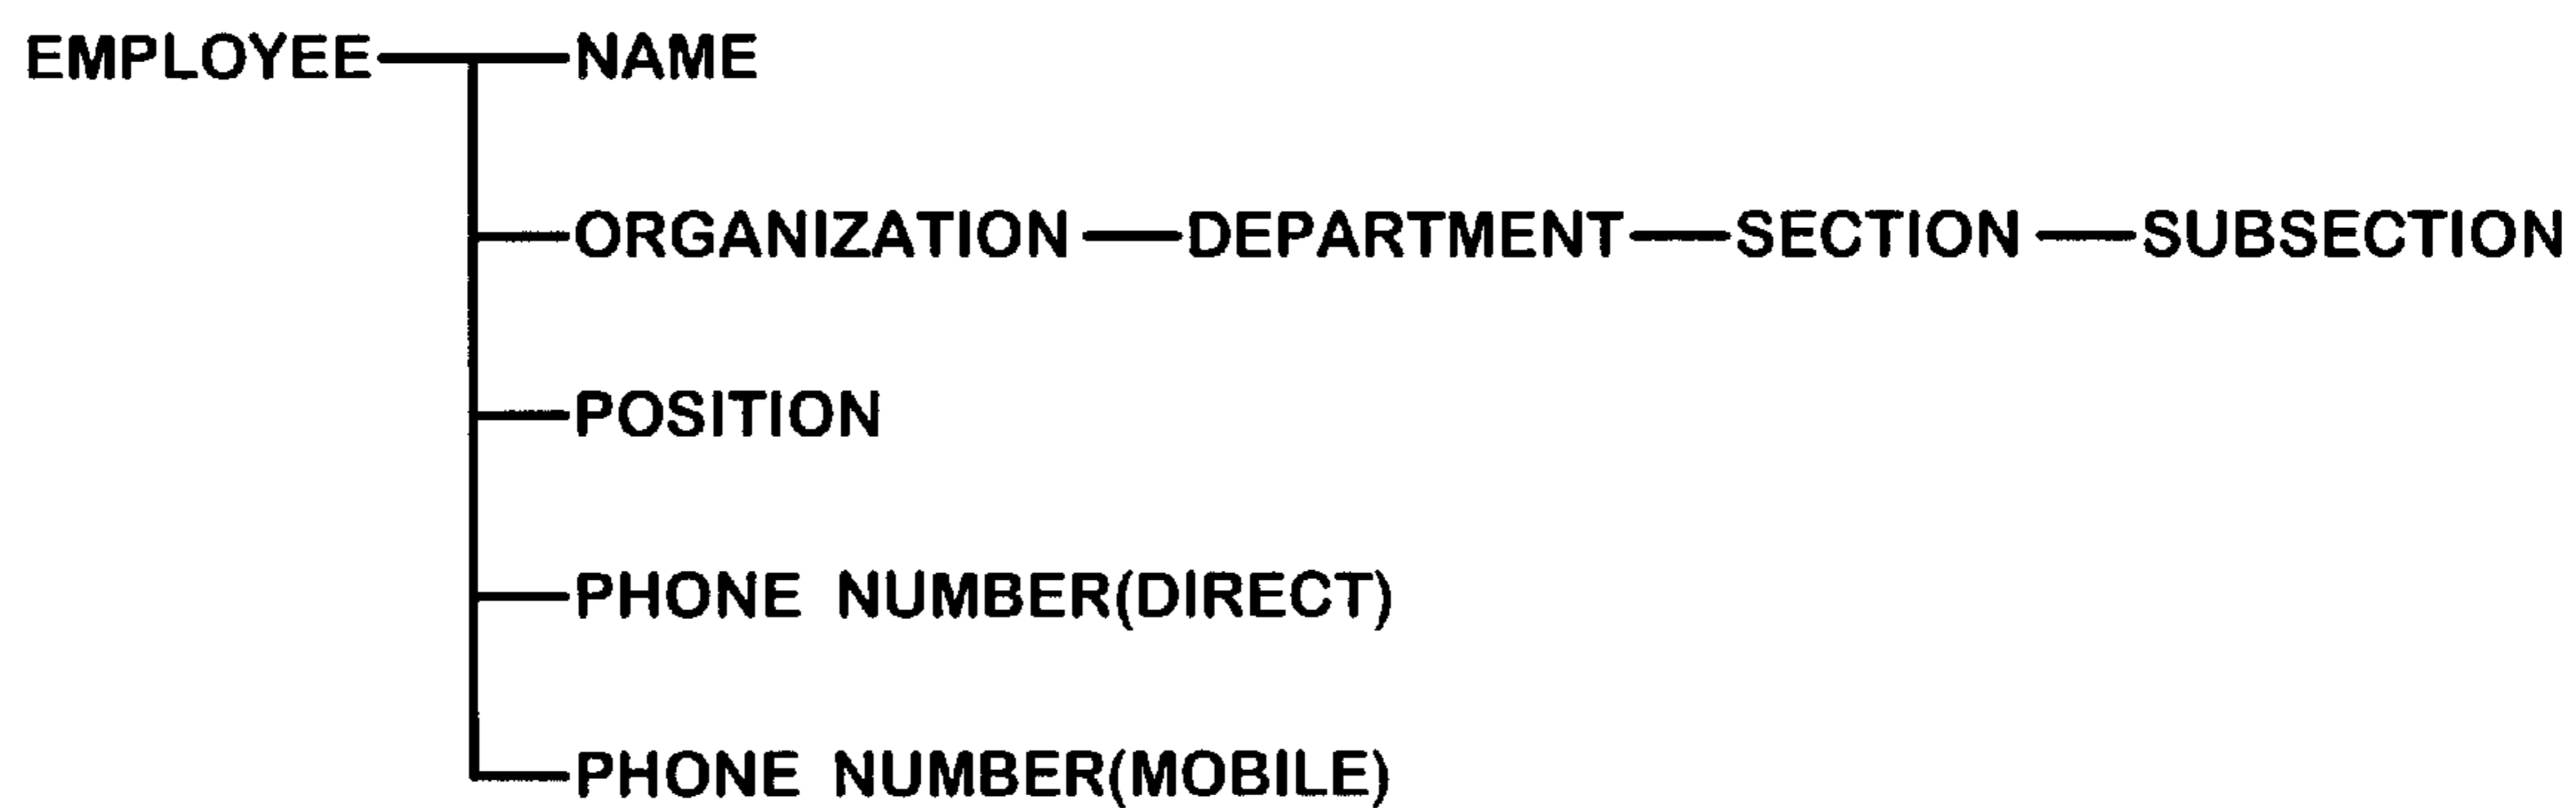 EMPLOYEE NAME
ORGANIZATION DEPARTMENT SECTION SUBSECTION
POSITION
PHONE NUMBER(DIRECT)
PHONE NUMBER(MOBILE)